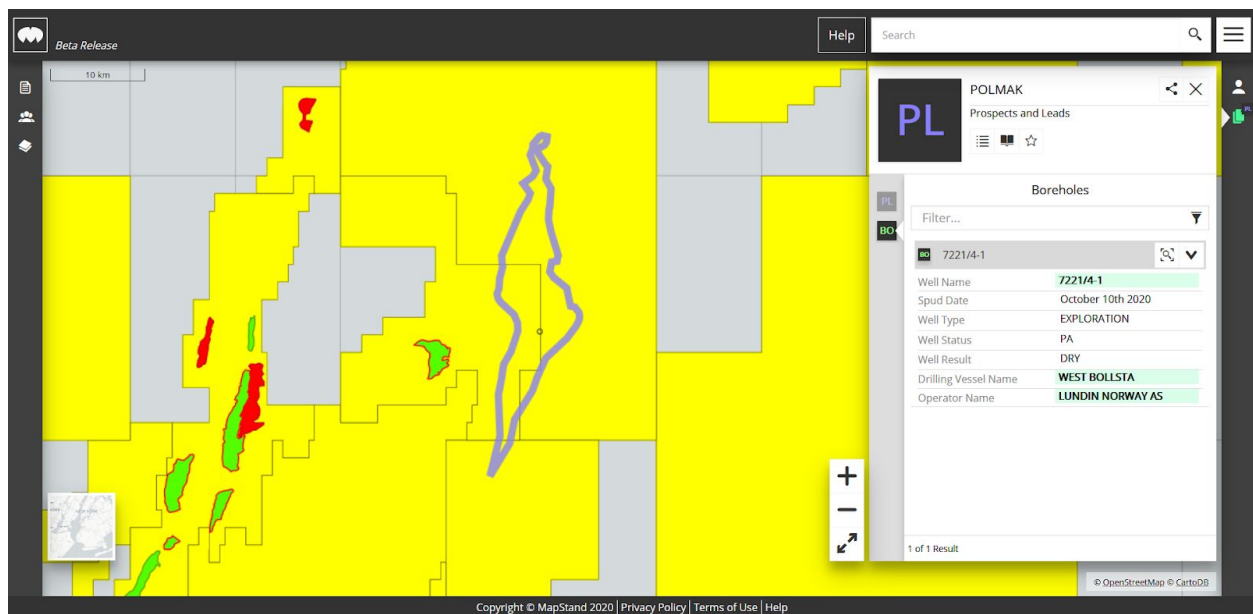 Beta Release
Help
Search
10 km
PL
POLMAK
Prospects and Leads
PL
Boreholes
PL
Filter...
BO
BO 7221/4-1
Well Name 7221/4-1
Spud Date October 10th 2020
Well Type EXPLORATION
Well Status PA
Well Result DRY
Drilling Vessel Name WEST BOLLSTA
Operator Name LUNDIN NORWAY AS
1 of 1 Result
© OpenStreetMap © CartoDB
Copyright © MapStand 2020 | Privacy Policy | Terms of Use | Help